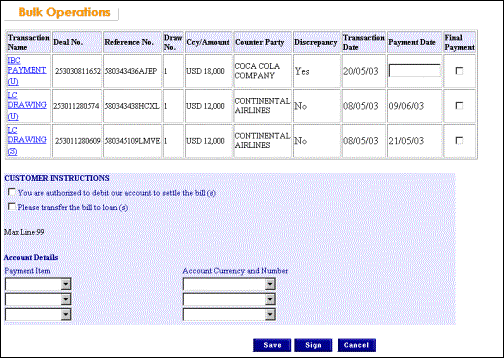 Bulk Operations
Transaction Name Deal No. Reference No. Draw No. Ccy/Amount Counter Party Discrepancy Transaction Date Payment Date Final Payment
IBC PAYMENT (U) 253030811652 580343436AJEP 1 USD 18,000 COCA COLA COMPANY Yes 20/05/03
LC DRAWING (U) 253011280574 580343438HCXL 1 USD 12,000 CONTINENTAL AIRLINES No 08/05/03 09/06/03
LC DRAWING (S) 253011280609 580345109LMVE 1 USD 12,000 CONTINENTAL AIRLINES No 08/05/03 21/05/03
CUSTOMER INSTRUCTIONS
You are authorized to debit our account to settle the bill (s)
Please transfer the bill to loan (s)
Max Line 99
Account Details
Payment Item Account Currency and Number
Save Sign Cancel